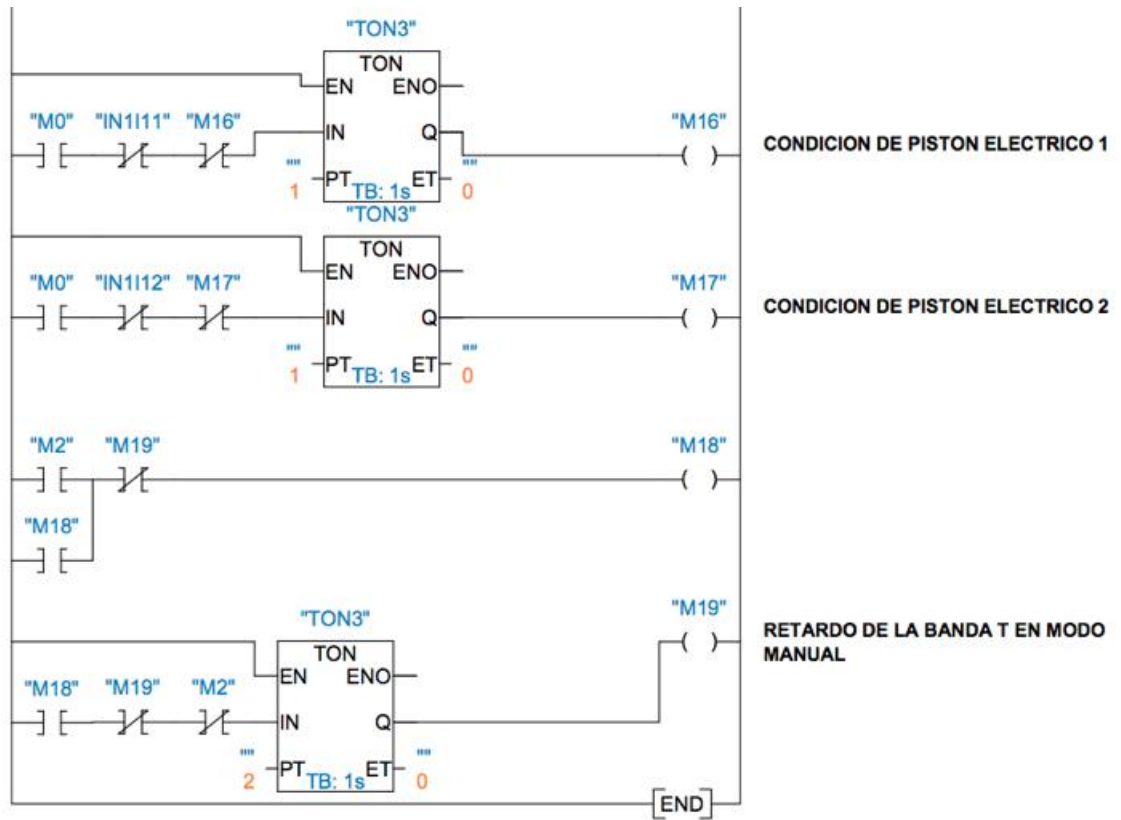 "TON3"
TON
EN ENO
"M0" "IN1I11" "M16" IN Q "M16" CONDICION DE PISTON ELECTRICO 1
"" PT ET ""
1 TB: 1s 0
"TON3"
TON
EN ENO
"M0" "IN1I12" "M17" IN Q "M17" CONDICION DE PISTON ELECTRICO 2
"" PT ET ""
1 TB: 1s 0
"M2" "M19" "M18"
"M18"
"TON3" "M19" RETARDO DE LA BANDA T EN MODO
MANUAL
TON
EN ENO
"M18" "M19" "M2" IN Q
"" PT ET ""
2 TB: 1s 0
END